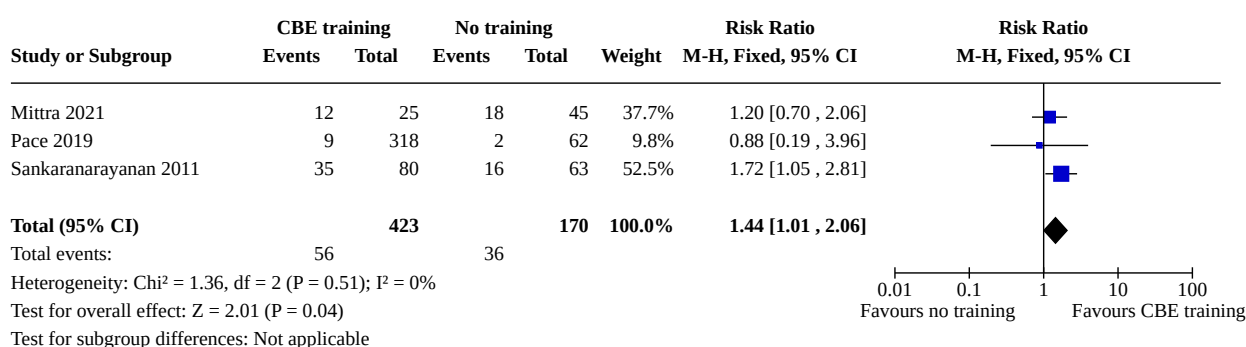 CBE training No training Risk Ratio Risk Ratio
Study or Subgroup Events Total Events Total Weight M-H, Fixed, 95% CI M-H, Fixed, 95% CI
Mittra 2021 12 25 18 45 37.7% 1.20 [0.70 , 2.06]
Pace 2019 9 318 2 62 9.8% 0.88 [0.19 , 3.96]
Sankaranarayanan 2011 35 80 16 63 52.5% 1.72 [1.05 , 2.81]
Total (95% CI) 423 170 100.0% 1.44 [1.01 , 2.06]
Total events: 56 36
Heterogeneity: Chi² = 1.36, df = 2 (P = 0.51); I² = 0%
Test for overall effect: Z = 2.01 (P = 0.04)
Test for subgroup differences: Not applicable
0.01 0.1 1 10 100
Favours no training Favours CBE training